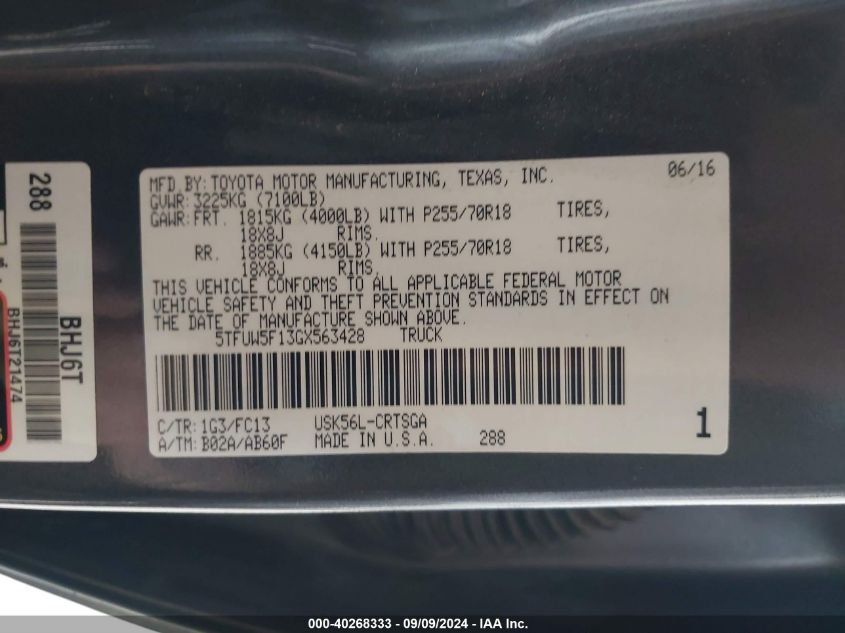 MFD. BY: TOYOTA MOTOR MANUFACTURING, TEXAS, INC. 06/16
GVWR: 3225KG (7100LB)
GAWR: FRT. 1815KG (4000LB) WITH P255/70R18 TIRES,
18X8J RIMS.
RR. 1885KG (4150LB) WITH P255/70R18 TIRES,
18X8J RIMS.
THIS VEHICLE CONFORMS TO ALL APPLICABLE FEDERAL MOTOR
VEHICLE SAFETY AND THEFT PREVENTION STANDARDS IN EFFECT ON
THE DATE OF MANUFACTURE SHOWN ABOVE.
5TFUW5F13GX563428 TRUCK
C/TR: 1G3/FC13 USK56L-CRTSGA
A/TM: B02A/AB60F MADE IN U.S.A. 288
1
288
BHJ6T
BHJ6T21474
000-40268333 - 09/09/2024 - IAA Inc.